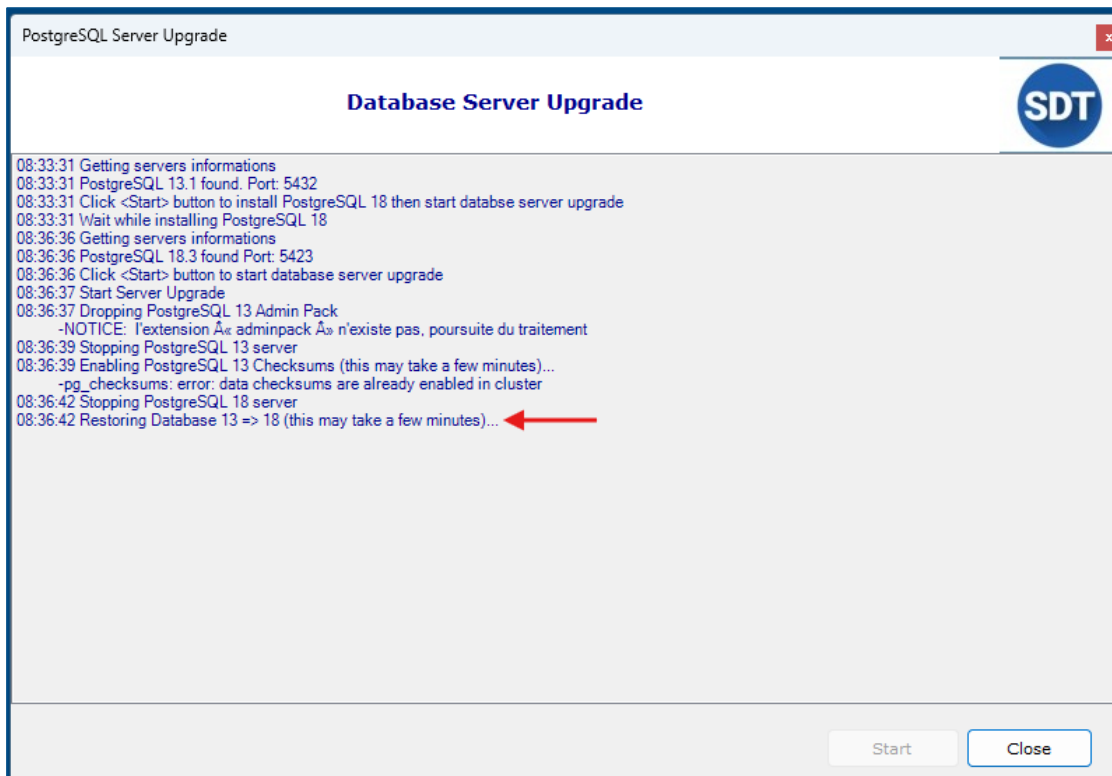 PostgreSQL Server Upgrade
x
Database Server Upgrade
SDT
08:33:31 Getting servers informations
08:33:31 PostgreSQL 13.1 found. Port: 5432
08:33:31 Click <Start> button to install PostgreSQL 18 then start databse server upgrade
08:33:31 Wait while installing PostgreSQL 18
08:36:36 Getting servers informations
08:36:36 PostgreSQL 18.3 found Port: 5423
08:36:36 Click <Start> button to start database server upgrade
08:36:37 Start Server Upgrade
08:36:37 Dropping PostgreSQL 13 Admin Pack
-NOTICE: l'extension Â« adminpack Â» n'existe pas, poursuite du traitement
08:36:39 Stopping PostgreSQL 13 server
08:36:39 Enabling PostgreSQL 13 Checksums (this may take a few minutes)...
-pg_checksums: error: data checksums are already enabled in cluster
08:36:42 Stopping PostgreSQL 18 server
08:36:42 Restoring Database 13 => 18 (this may take a few minutes)...
Start
Close